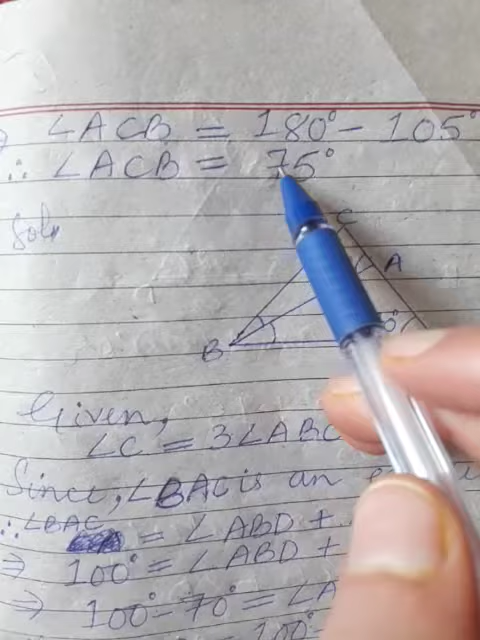 ∠ACB = 180° - 105°
∴ ∠ACB = 75°
Soln
C
A
B
Given,
∠C = 3∠ABC
Since, ∠BAC is an
∴ ∠BAC = ∠ABD +
⇒ 100° = ∠ABD +
⇒ 100° - 70° = ∠A
= 100°